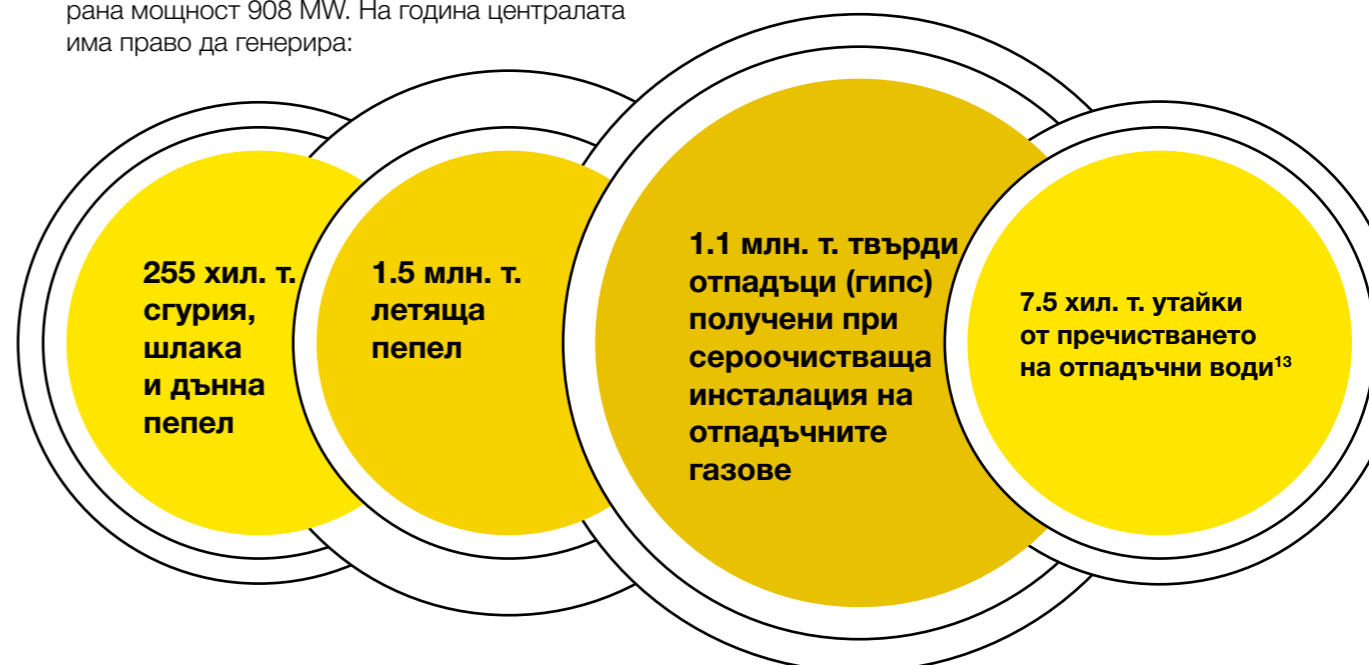 рана мощност 908 MW. На година централата
има право да генерира:
255 хил. т.
сгурия,
шлака
и дънна
пепел
1.5 млн. т.
летяща
пепел
1.1 млн. т. твърди
отпадъци (гипс)
получени при
сероочистваща
инсталация на
отпадъчните
газове
7.5 хил. т. утайки
от пречистването
на отпадъчни води¹³